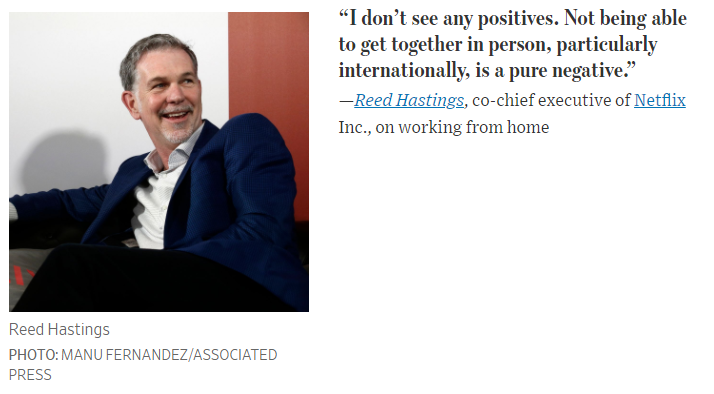 “I don’t see any positives. Not being able
to get together in person, particularly
internationally, is a pure negative.”
—Reed Hastings, co-chief executive of Netflix
Inc., on working from home
Reed Hastings
PHOTO: MANU FERNANDEZ/ASSOCIATED
PRESS